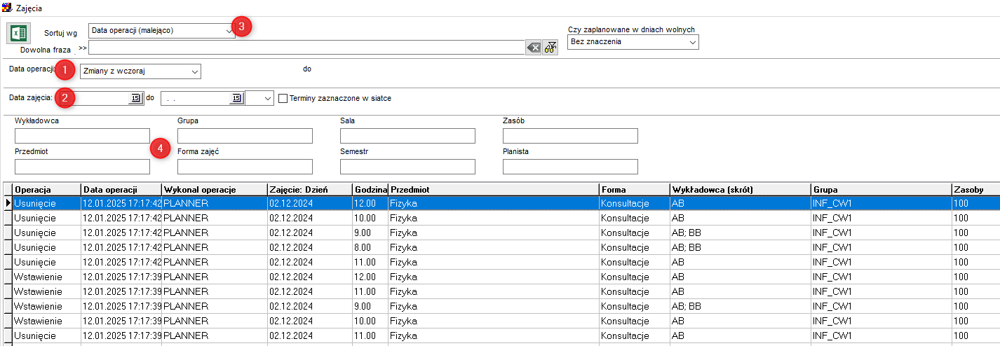 Zajęcia
Sortuj wg Data operacji (malejąco) 3 Czy zaplanowane w dniach wolnych
Dowolna fraza . >> Bez znaczenia
Data operacji: 1 Zmiany z wczoraj do
Data zajęcia: 2 15 do . . 15 Terminy zaznaczone w siatce
Wykładowca Grupa Sala Zasób
4
Przedmiot Forma zajęć Semestr Planista
Operacja Data operacji Wykonal operacje Zajęcie: Dzień Godzina Przedmiot Forma Wykładowca (skrót) Grupa Zasoby
Usunięcie 12.01.2025 17:17:42 PLANNER 02.12.2024 12.00 Fizyka Konsultacje AB INF_CW1 100
Usunięcie 12.01.2025 17:17:42 PLANNER 02.12.2024 10.00 Fizyka Konsultacje AB INF_CW1 100
Usunięcie 12.01.2025 17:17:42 PLANNER 02.12.2024 9.00 Fizyka Konsultacje AB; BB INF_CW1 100
Usunięcie 12.01.2025 17:17:42 PLANNER 02.12.2024 8.00 Fizyka Konsultacje AB; BB INF_CW1 100
Usunięcie 12.01.2025 17:17:42 PLANNER 02.12.2024 11.00 Fizyka Konsultacje AB INF_CW1 100
Wstawienie 12.01.2025 17:17:39 PLANNER 02.12.2024 12.00 Fizyka Konsultacje AB INF_CW1 100
Wstawienie 12.01.2025 17:17:39 PLANNER 02.12.2024 11.00 Fizyka Konsultacje AB INF_CW1 100
Wstawienie 12.01.2025 17:17:39 PLANNER 02.12.2024 9.00 Fizyka Konsultacje AB; BB INF_CW1 100
Wstawienie 12.01.2025 17:17:39 PLANNER 02.12.2024 10.00 Fizyka Konsultacje AB INF_CW1 100
Usunięcie 12.01.2025 17:17:39 PLANNER 02.12.2024 11.00 Fizyka Konsultacje AB INF_CW1 100